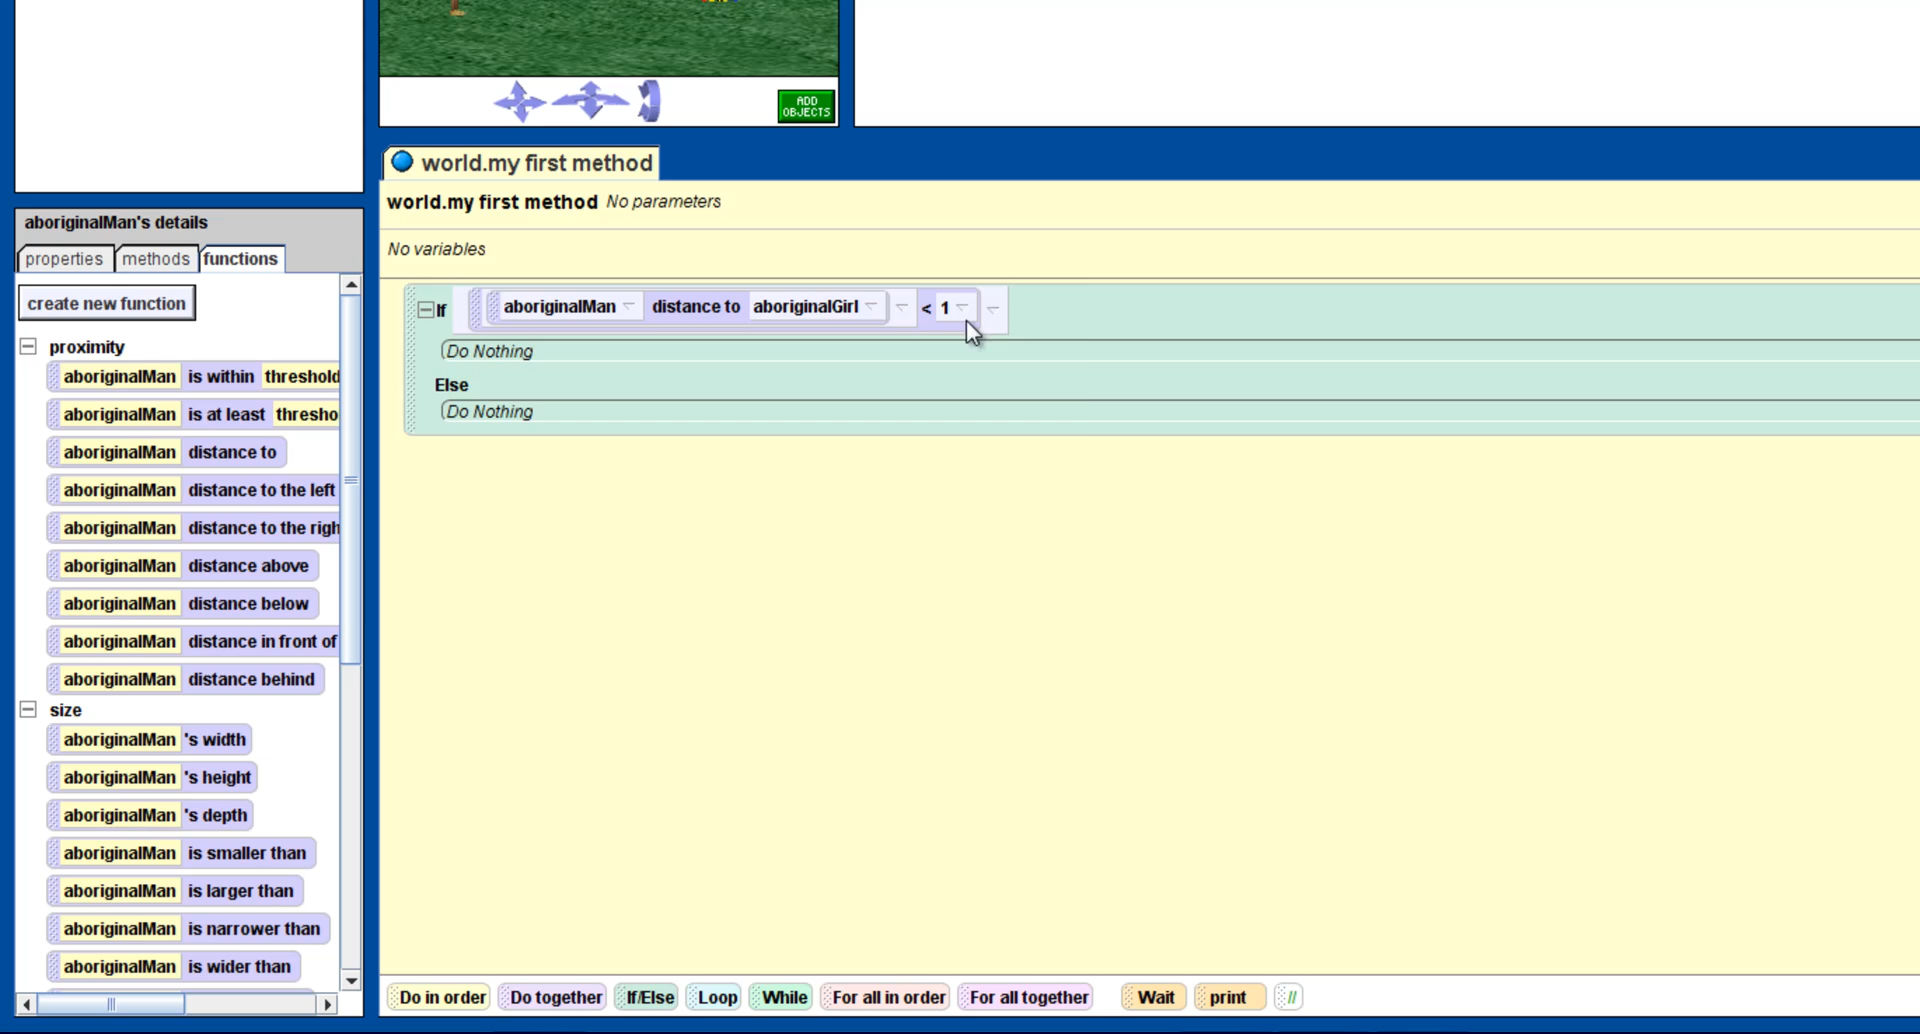 ADD
OBJECTS
world.my first method
world.my first method No parameters
No variables
If aboriginalMan distance to aboriginalGirl < 1
(Do Nothing
Else
(Do Nothing
aboriginalMan's details
properties methods functions
create new function
proximity
aboriginalMan is within threshold
aboriginalMan is at least thresho
aboriginalMan distance to
aboriginalMan distance to the left
aboriginalMan distance to the righ
aboriginalMan distance above
aboriginalMan distance below
aboriginalMan distance in front of
aboriginalMan distance behind
size
aboriginalMan 's width
aboriginalMan 's height
aboriginalMan 's depth
aboriginalMan is smaller than
aboriginalMan is larger than
aboriginalMan is narrower than
aboriginalMan is wider than
Do in order Do together If/Else Loop While For all in order For all together Wait print //